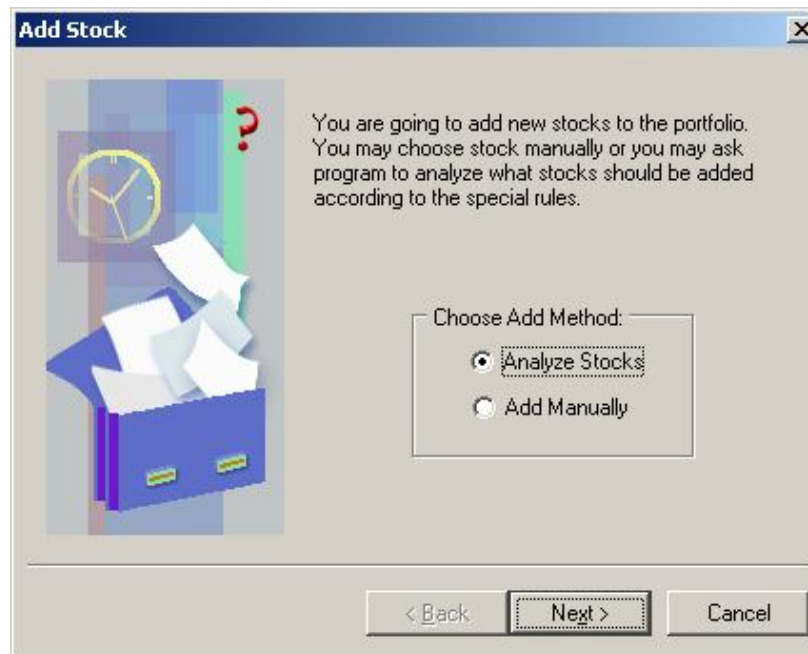 Add Stock
?
You are going to add new stocks to the portfolio.
You may choose stock manually or you may ask
program to analyze what stocks should be added
according to the special rules.
Choose Add Method:
Analyze Stocks
Add Manually
< Back
Next >
Cancel